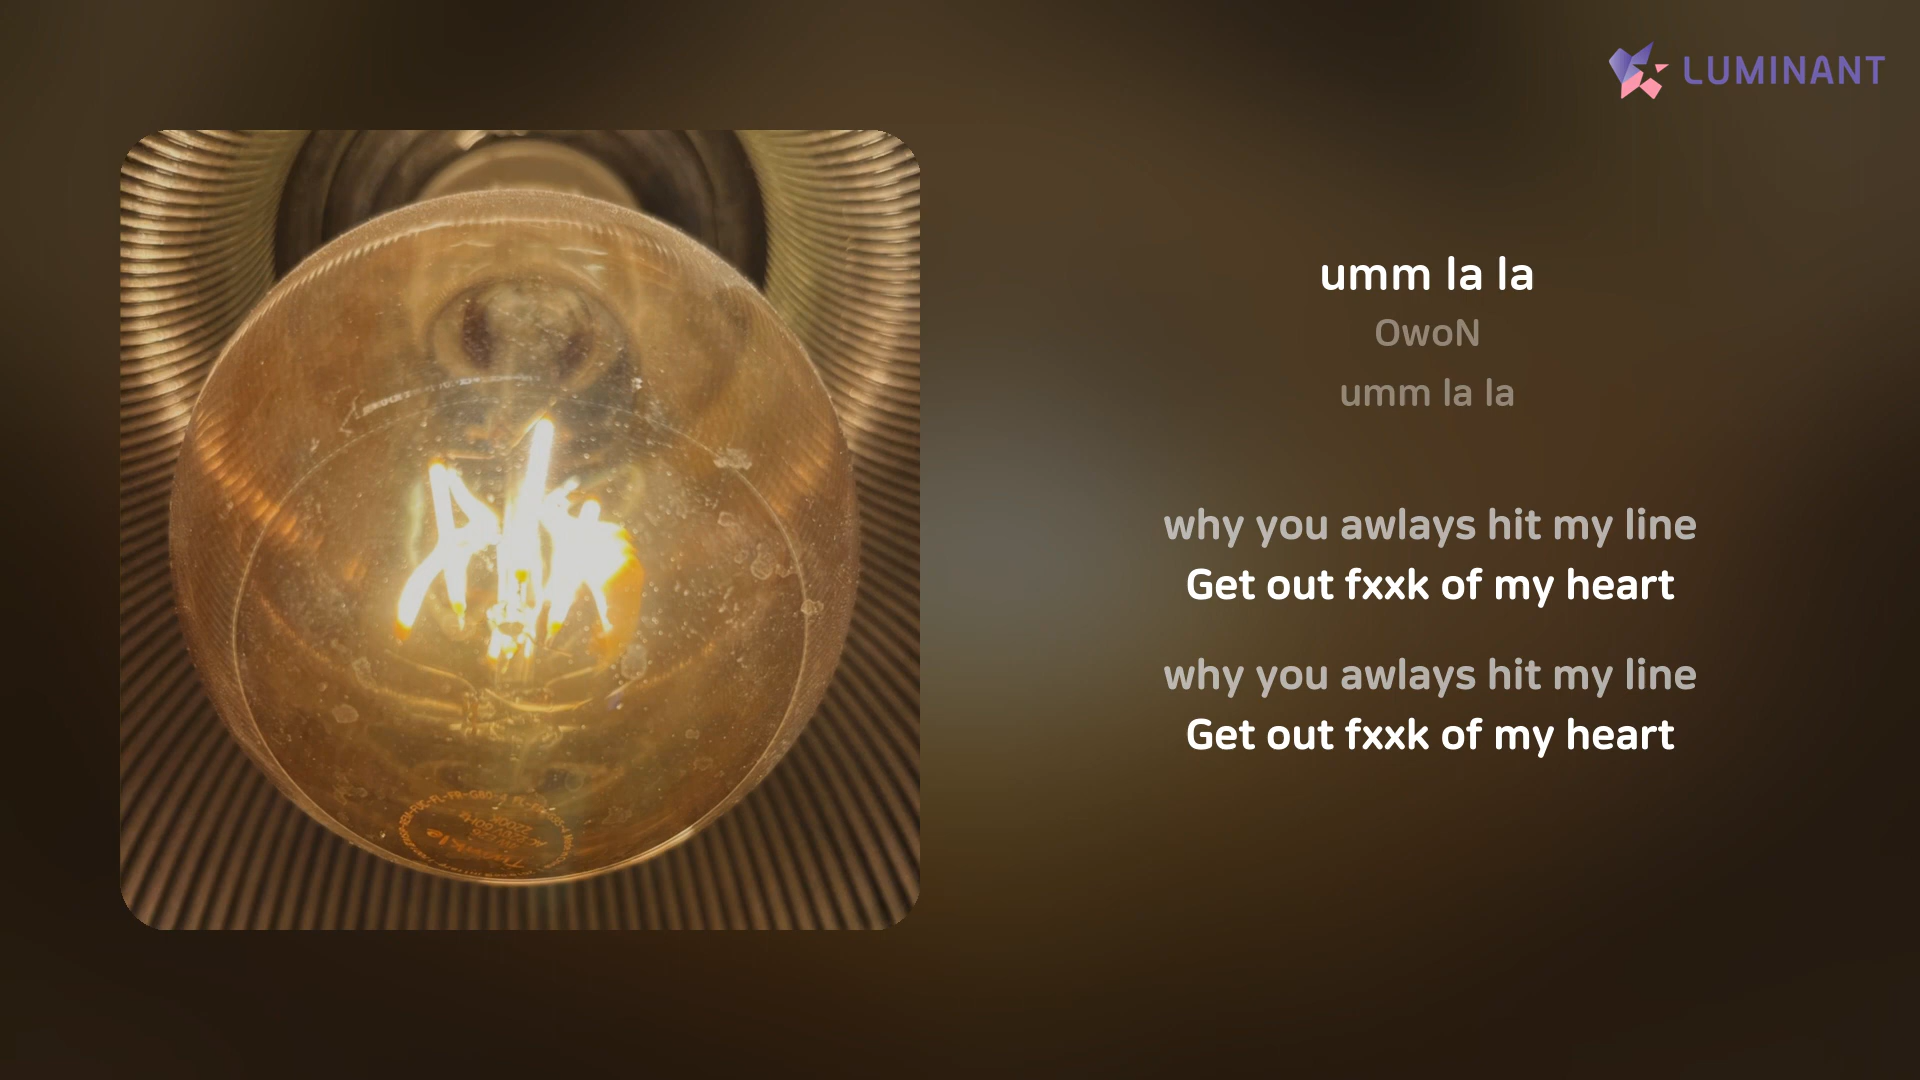 LUMINANT
umm la la
OwoN
umm la la
why you awlays hit my line
Get out fxxk of my heart
why you awlays hit my line
Get out fxxk of my heart
Twinkle